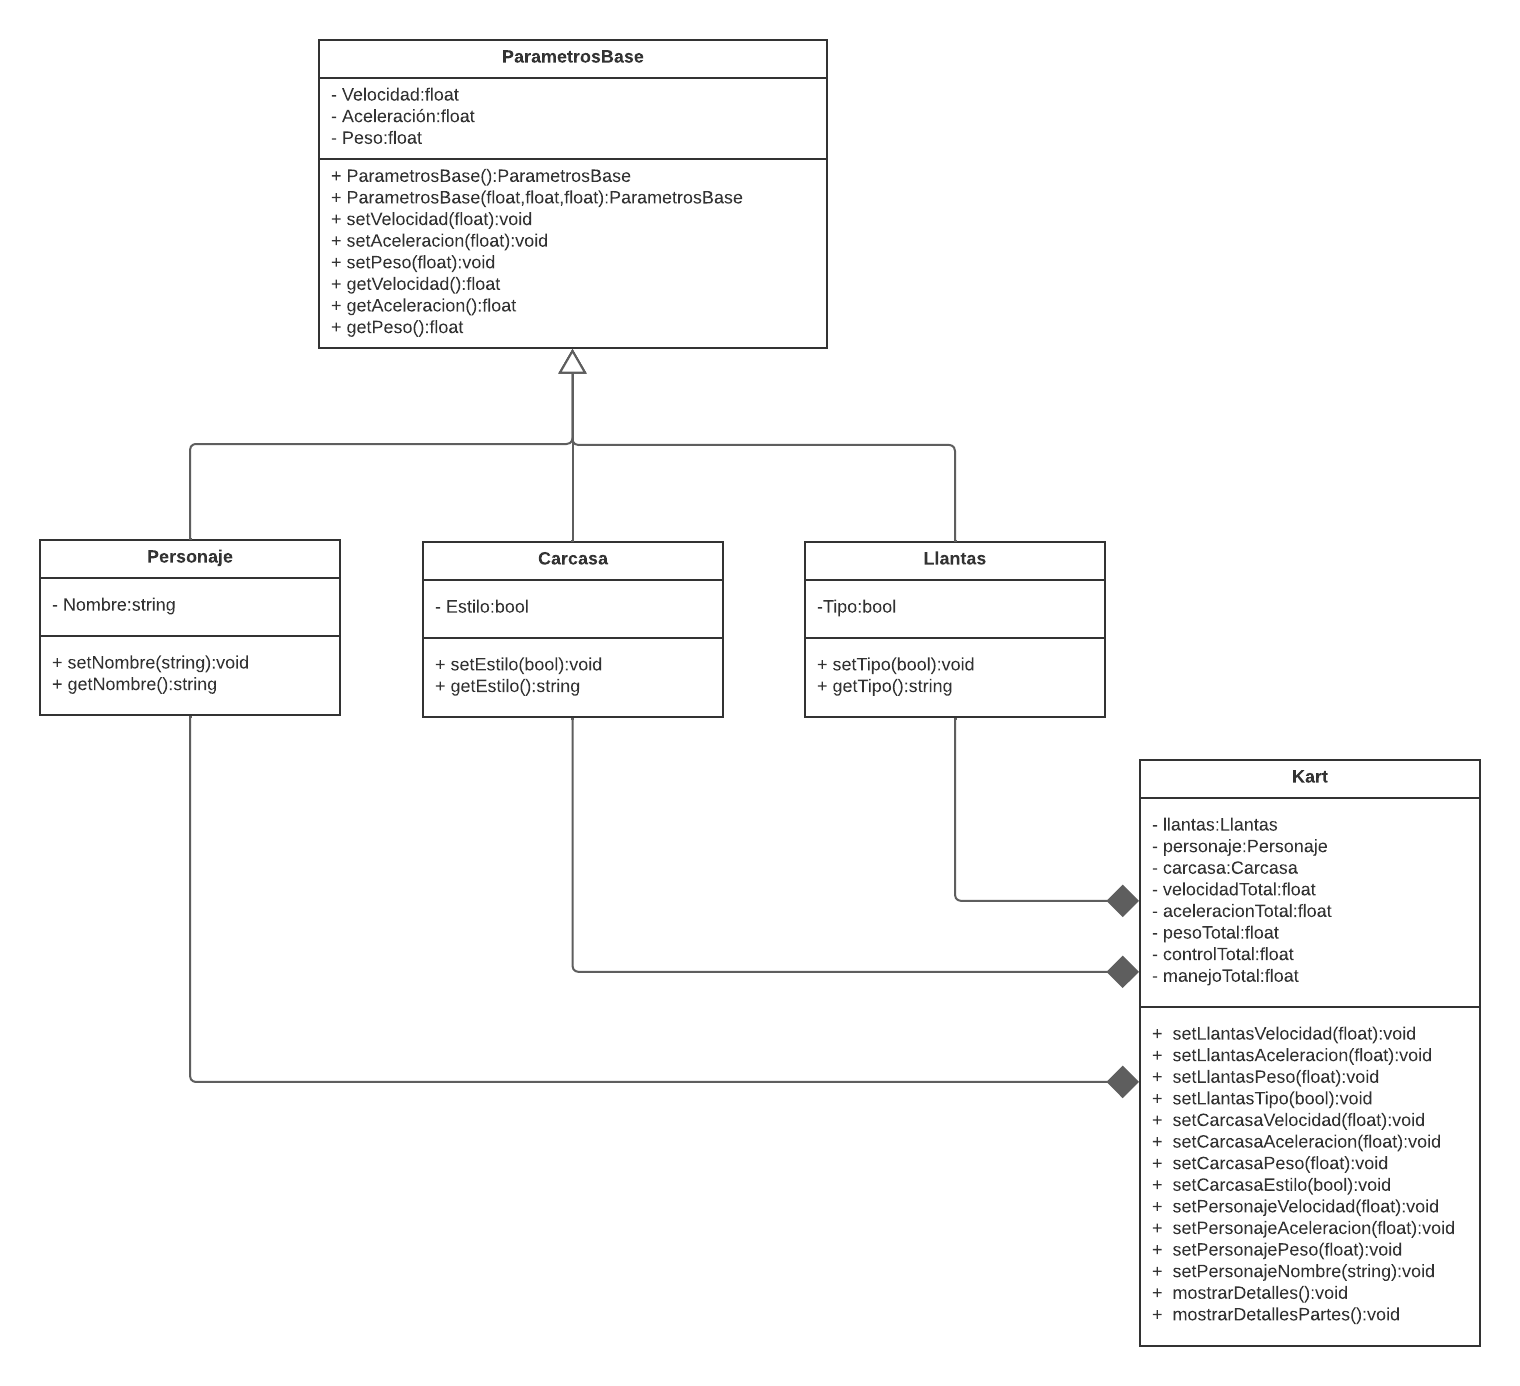 ParametrosBase
- Velocidad:float
- Aceleración:float
- Peso:float
+ ParametrosBase():ParametrosBase
+ ParametrosBase(float,float,float):ParametrosBase
+ setVelocidad(float):void
+ setAceleracion(float):void
+ setPeso(float):void
+ getVelocidad():float
+ getAceleracion():float
+ getPeso():float
Personaje
- Nombre:string
+ setNombre(string):void
+ getNombre():string
Carcasa
- Estilo:bool
+ setEstilo(bool):void
+ getEstilo():string
Llantas
-Tipo:bool
+ setTipo(bool):void
+ getTipo():string
Kart
- llantas:Llantas
- personaje:Personaje
- carcasa:Carcasa
- velocidadTotal:float
- aceleracionTotal:float
- pesoTotal:float
- controlTotal:float
- manejoTotal:float
+ setLlantasVelocidad(float):void
+ setLlantasAceleracion(float):void
+ setLlantasPeso(float):void
+ setLlantasTipo(bool):void
+ setCarcasaVelocidad(float):void
+ setCarcasaAceleracion(float):void
+ setCarcasaPeso(float):void
+ setCarcasaEstilo(bool):void
+ setPersonajeVelocidad(float):void
+ setPersonajeAceleracion(float):void
+ setPersonajePeso(float):void
+ setPersonajeNombre(string):void
+ mostrarDetalles():void
+ mostrarDetallesPartes():void